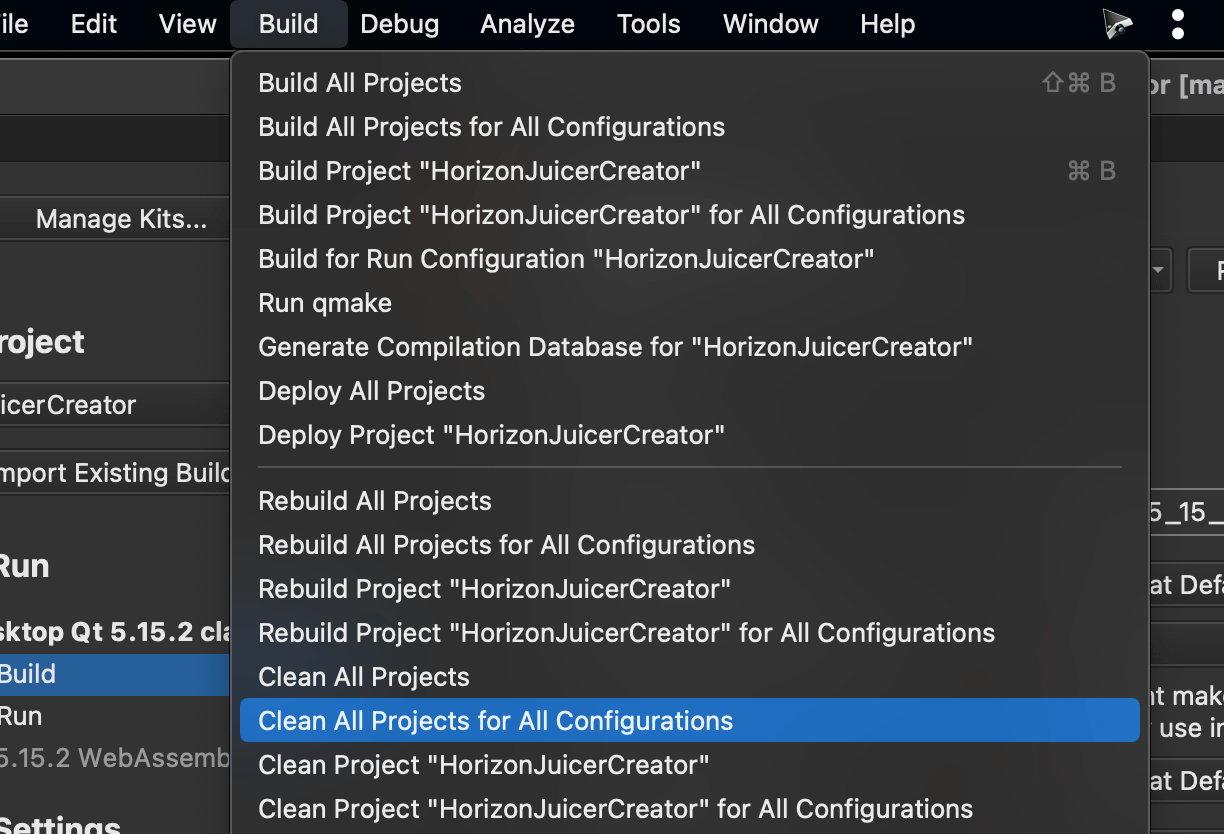 ile Edit View Build Debug Analyze Tools Window Help
Build All Projects ⇧⌘ B
or [ma
Build All Projects for All Configurations
Build Project "HorizonJuicerCreator" ⌘ B
Manage Kits...
Build Project "HorizonJuicerCreator" for All Configurations
Build for Run Configuration "HorizonJuicerCreator"
Run qmake
roject
Generate Compilation Database for "HorizonJuicerCreator"
Deploy All Projects
icerCreator
Deploy Project "HorizonJuicerCreator"
mport Existing Build
Rebuild All Projects
5_15_
Rebuild All Projects for All Configurations
Run
Rebuild Project "HorizonJuicerCreator"
at Defa
sktop Qt 5.15.2 cla
Rebuild Project "HorizonJuicerCreator" for All Configurations
Build
Clean All Projects
nt make
Run
Clean All Projects for All Configurations
use in
5.15.2 WebAssemb
Clean Project "HorizonJuicerCreator"
at Defa
Clean Project "HorizonJuicerCreator" for All Configurations
Settings